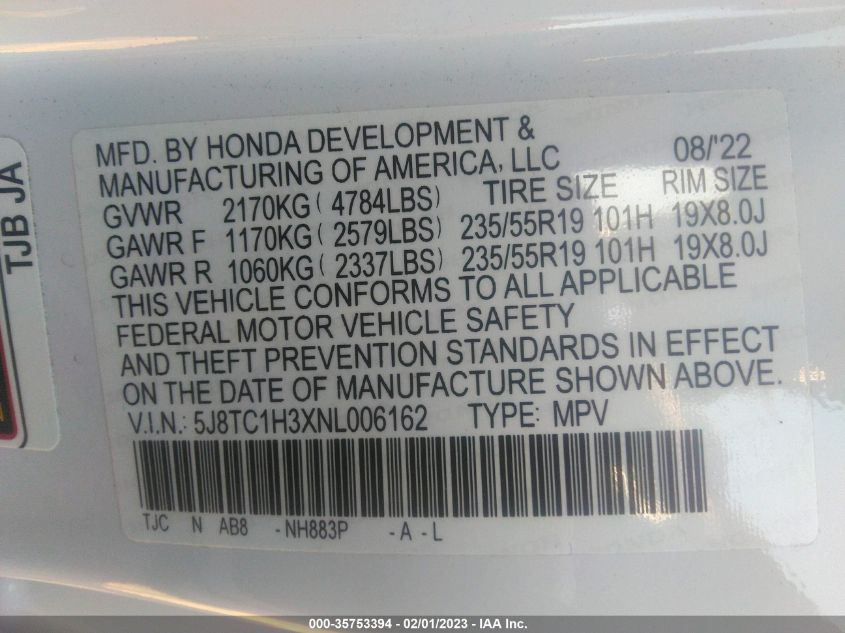 MFD. BY HONDA DEVELOPMENT &
MANUFACTURING OF AMERICA, LLC 08/'22
GVWR 2170KG ( 4784LBS) TIRE SIZE RIM SIZE
GAWR F 1170KG ( 2579LBS) 235/55R19 101H 19X8.0J
GAWR R 1060KG ( 2337LBS) 235/55R19 101H 19X8.0J
THIS VEHICLE CONFORMS TO ALL APPLICABLE
FEDERAL MOTOR VEHICLE SAFETY
AND THEFT PREVENTION STANDARDS IN EFFECT
ON THE DATE OF MANUFACTURE SHOWN ABOVE.
V.I.N.: 5J8TC1H3XNL006162 TYPE: MPV
TJC N AB8 -NH883P -A-L
TJB JA
000-35753394 - 02/01/2023 - IAA Inc.